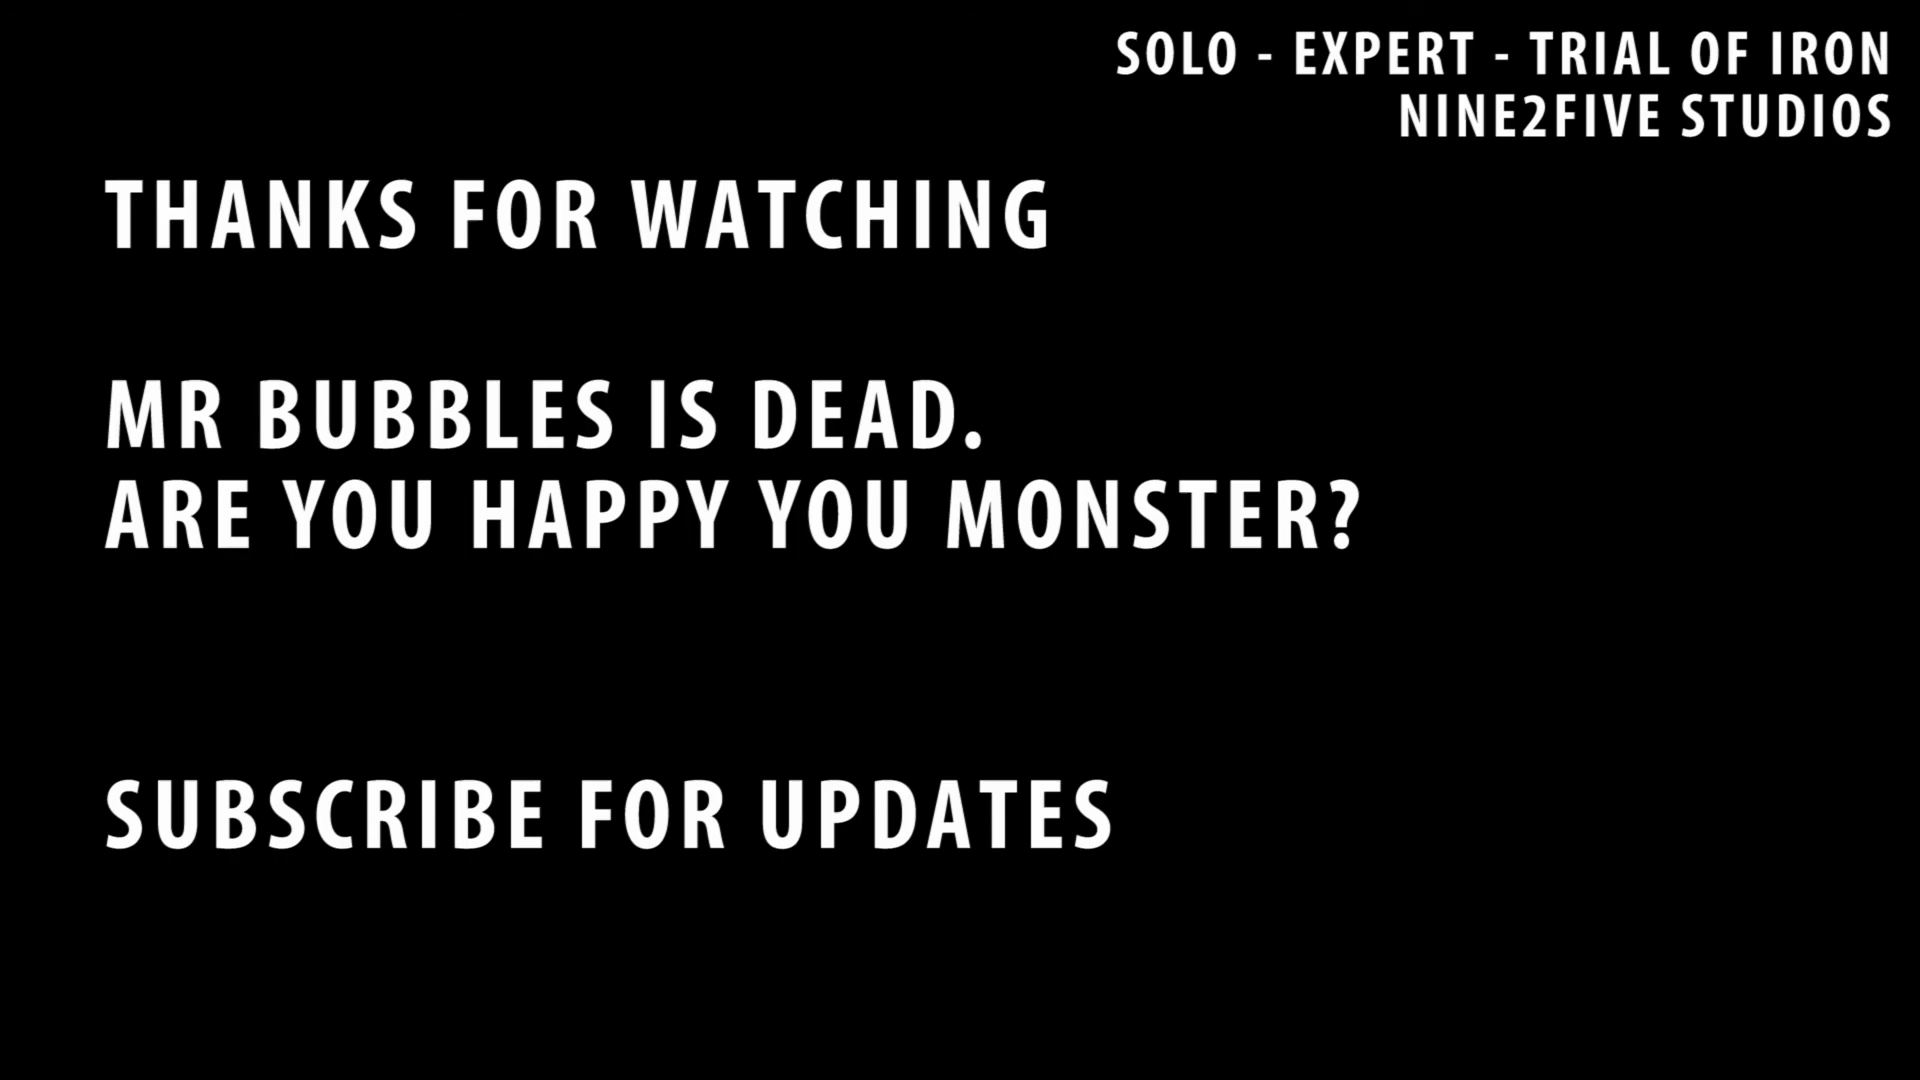 SOLO - EXPERT - TRIAL OF IRON
NINE2FIVE STUDIOS
THANKS FOR WATCHING
MR BUBBLES IS DEAD.
ARE YOU HAPPY YOU MONSTER?
SUBSCRIBE FOR UPDATES